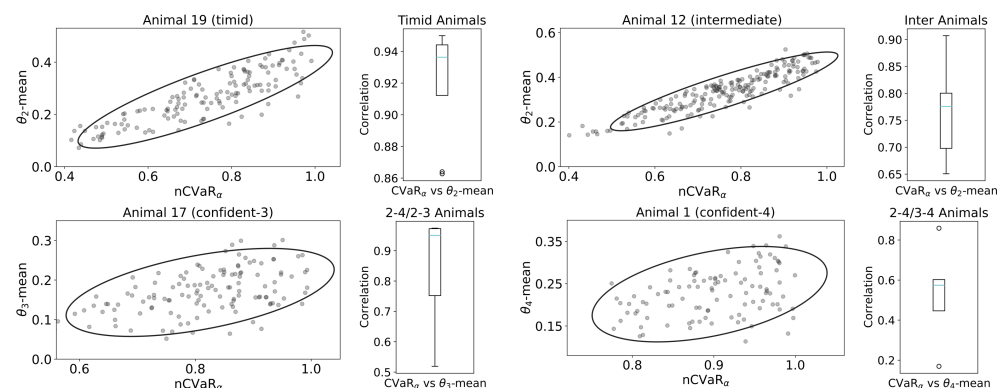 Animal 19 (timid)
θ₂-mean
0.4
0.2
0.0
0.4 0.6 0.8 1.0
nCVaRα
Timid Animals
Correlation
0.94
0.92
0.90
0.88
0.86
CVaRα vs θ₂-mean
Animal 12 (intermediate)
θ₂-mean
0.6
0.4
0.2
0.0
0.4 0.6 0.8 1.0
nCVaRα
Inter Animals
Correlation
0.90
0.85
0.80
0.75
0.70
0.65
CVaRα vs θ₂-mean
Animal 17 (confident-3)
θ₃-mean
0.3
0.2
0.1
0.0
0.6 0.8 1.0
nCVaRα
2-4/2-3 Animals
Correlation
0.9
0.8
0.7
0.6
0.5
CVaRα vs θ₃-mean
Animal 1 (confident-4)
θ₄-mean
0.35
0.25
0.15
0.8 0.9 1.0
nCVaRα
2-4/3-4 Animals
Correlation
0.8
0.6
0.4
0.2
CVaRα vs θ₄-mean